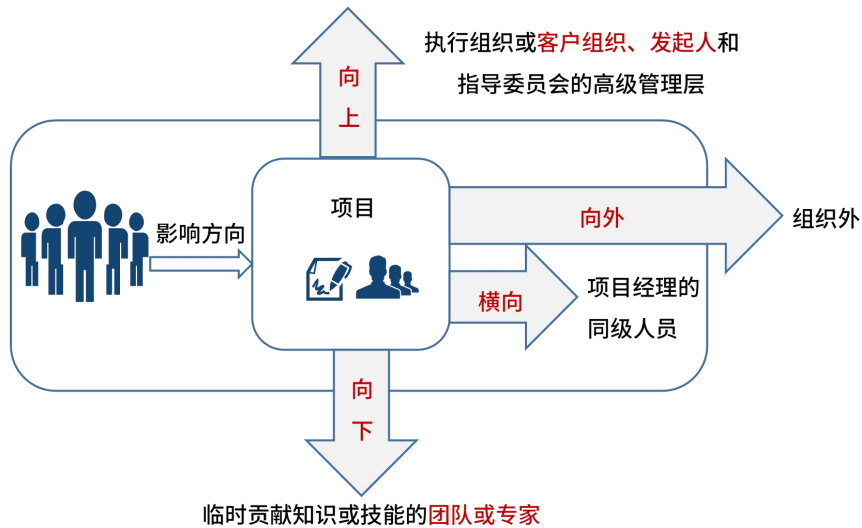 执行组织或客户组织、发起人和
指导委员会的高级管理层
向
上
项目
影响方向
向外
组织外
横向
项目经理的
同级人员
向
下
临时贡献知识或技能的团队或专家